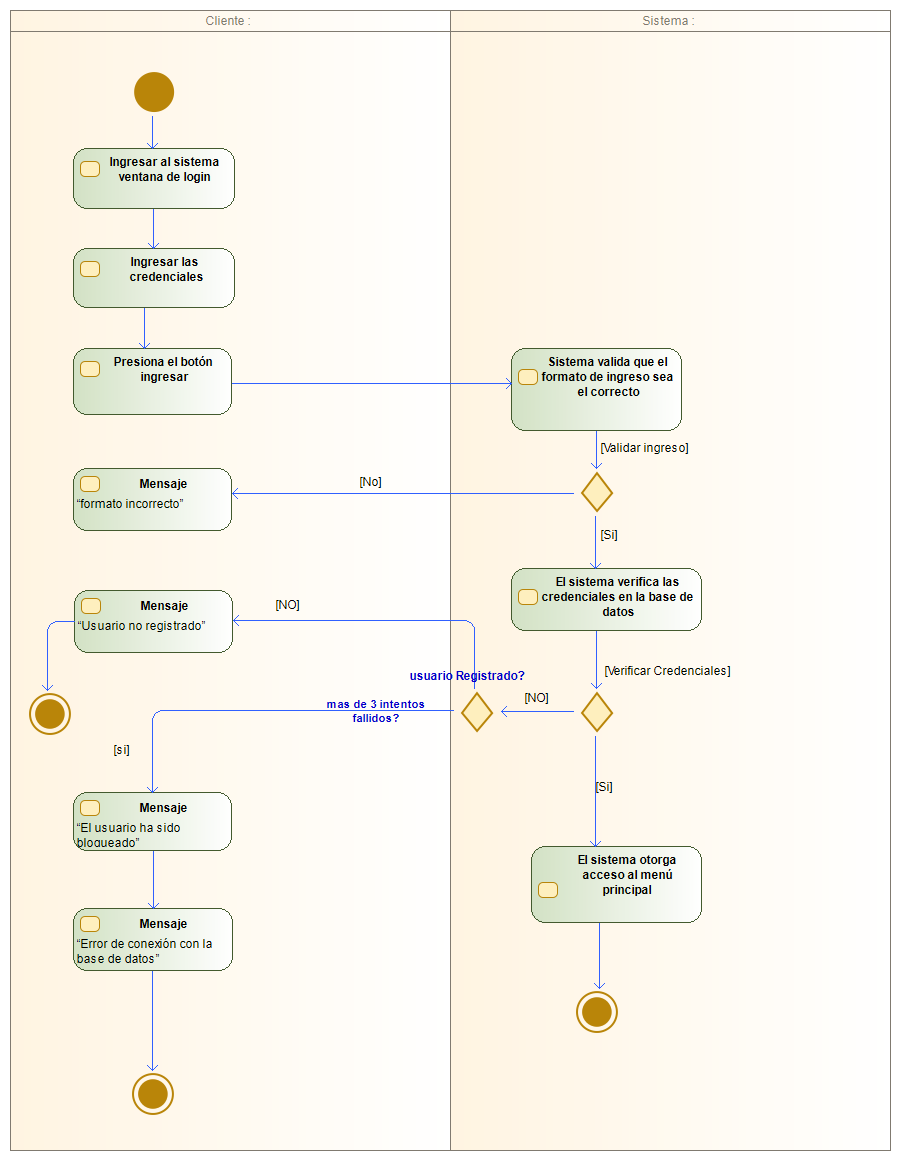 Cliente :
Sistema :
Ingresar al sistema
ventana de login
Ingresar las
credenciales
Presiona el botón
ingresar
Sistema valida que el
formato de ingreso sea
el correcto
[Validar ingreso]
[No]
Mensaje
“formato incorrecto”
[Si]
El sistema verifica las
credenciales en la base de
datos
[NO]
Mensaje
“Usuario no registrado”
[Verificar Credenciales]
usuario Registrado?
[NO]
mas de 3 intentos
fallidos?
[si]
[Si]
Mensaje
“El usuario ha sido
bloqueado”
El sistema otorga
acceso al menú
principal
Mensaje
“Error de conexión con la
base de datos”